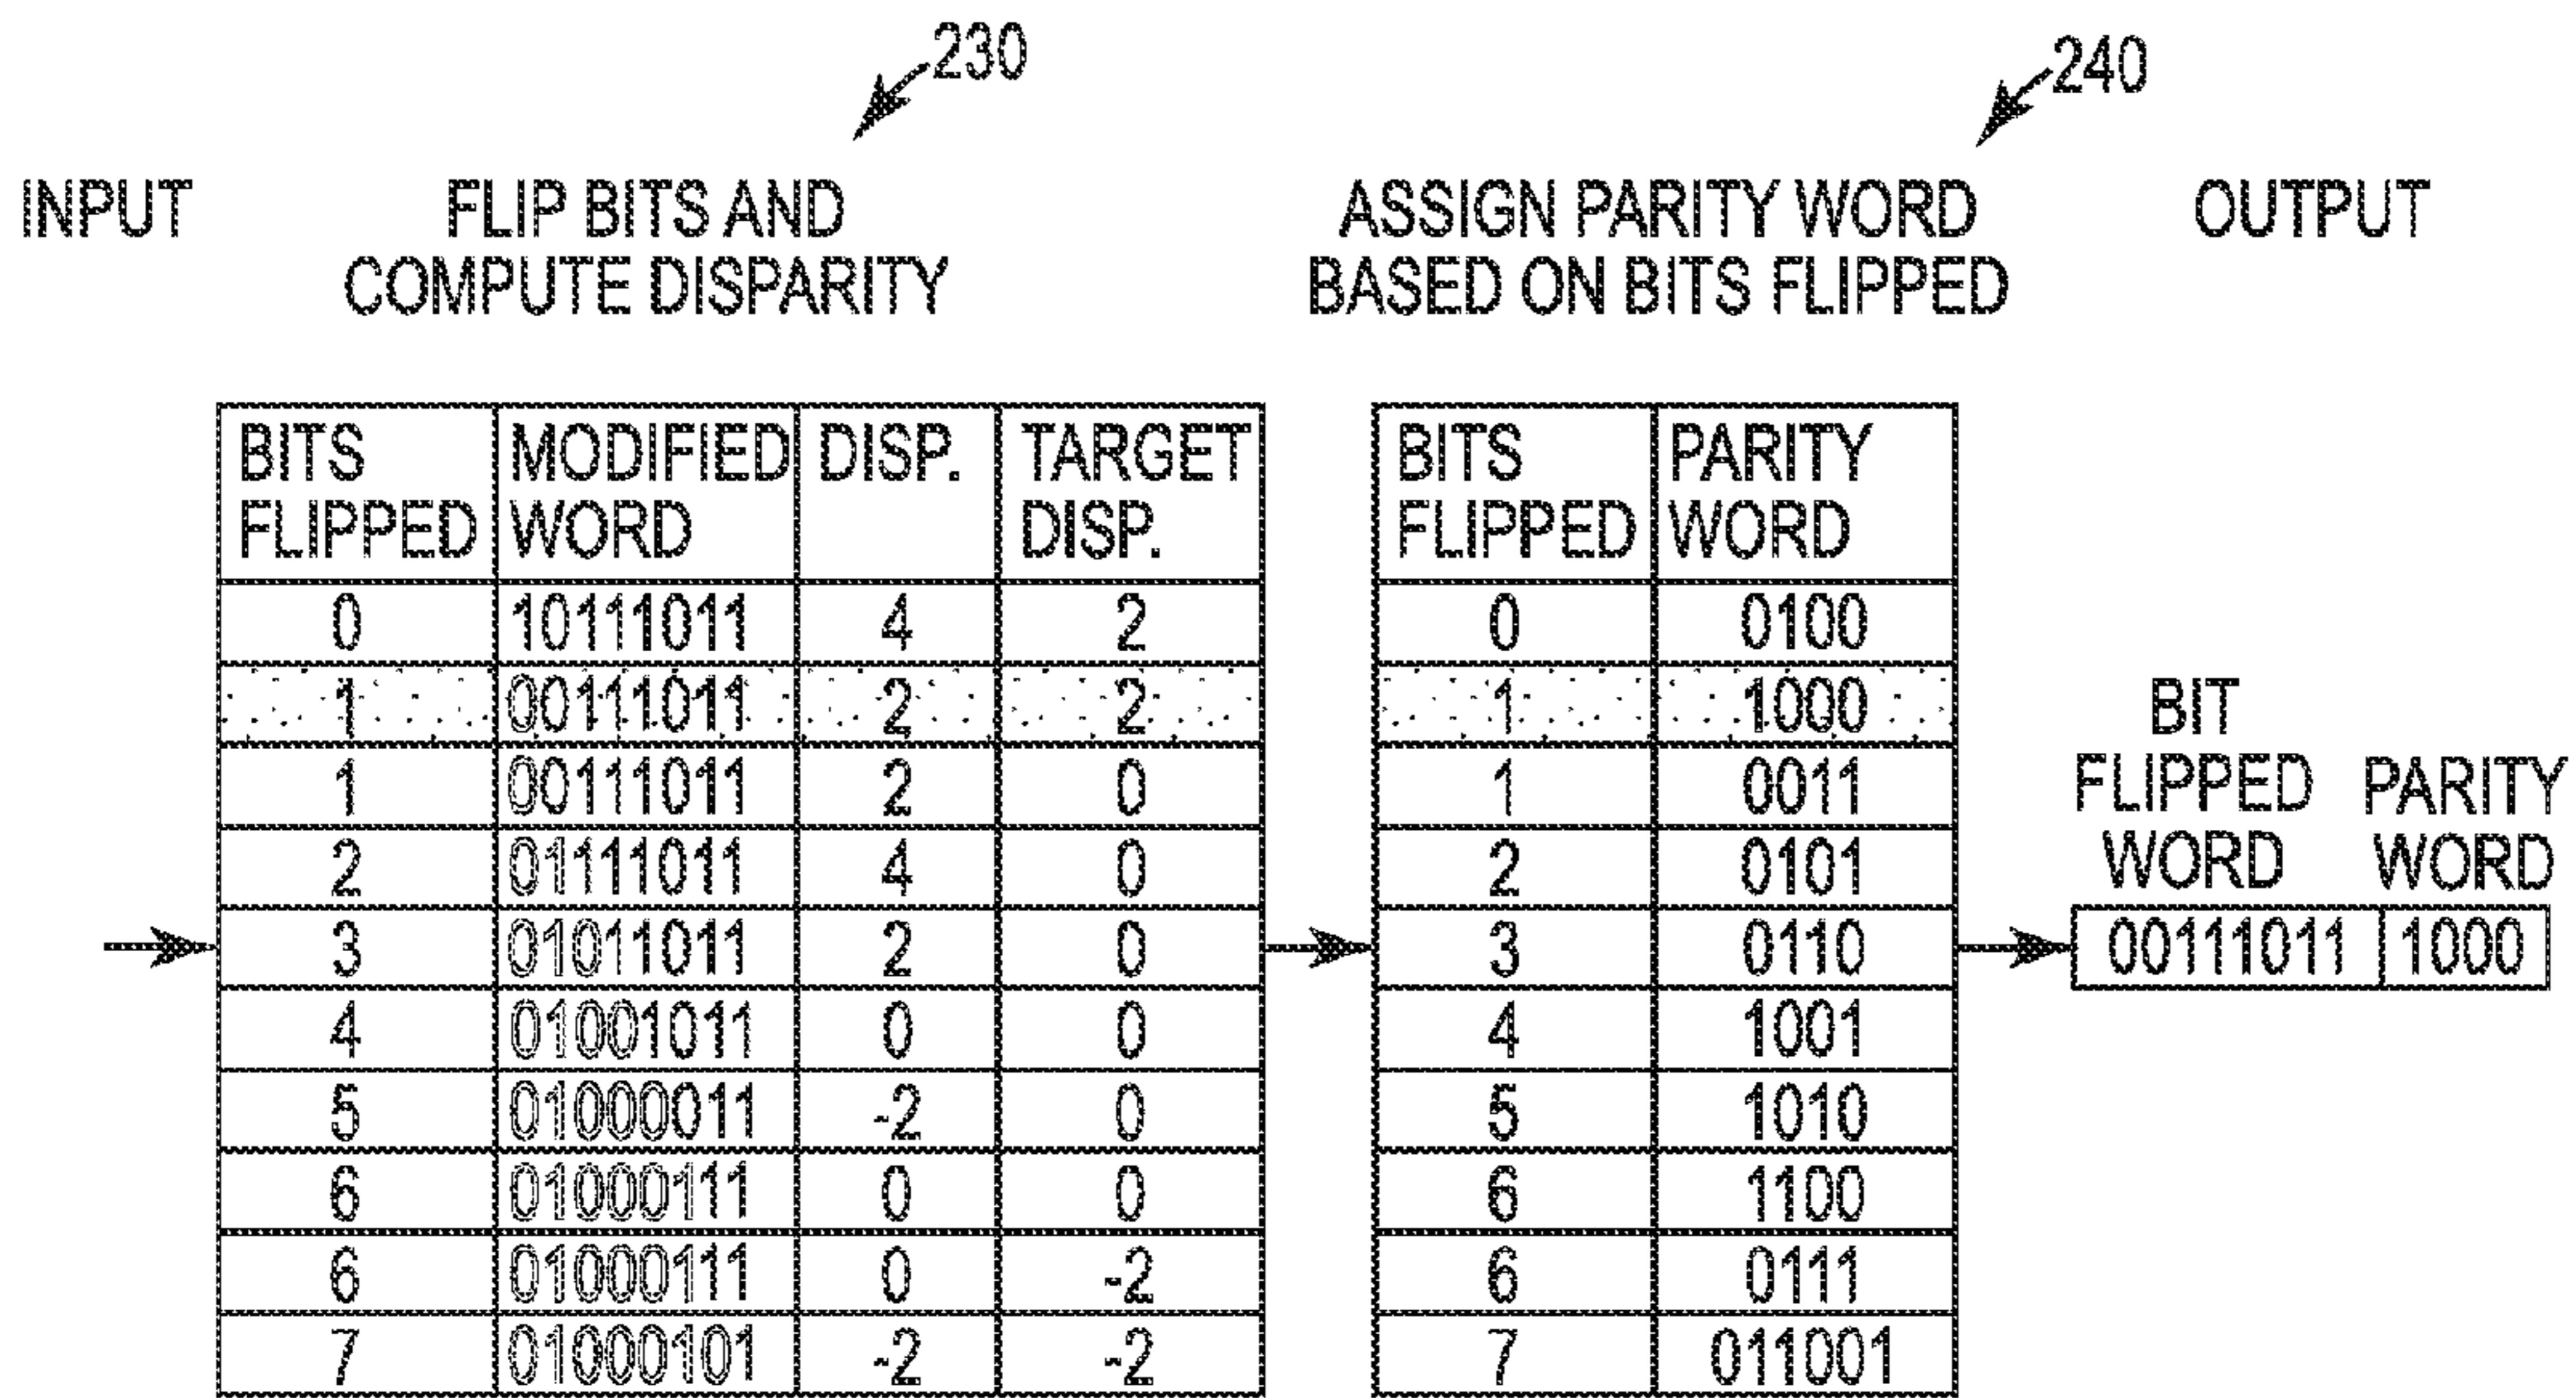 230
240
INPUT
FLIP BITS AND
COMPUTE DISPARITY
ASSIGN PARITY WORD
BASED ON BITS FLIPPED
OUTPUT
BITS FLIPPED MODIFIED WORD DISP. TARGET DISP.
0 10111011 4 2
1 00111011 2 2
1 00111011 2 0
2 01111011 4 0
3 01011011 2 0
4 01001011 0 0
5 01000011 -2 0
6 01000111 0 0
6 01000111 0 -2
7 01000101 -2 -2
BITS FLIPPED PARITY WORD
0 0100
1 1000
1 0011
2 0101
3 0110
4 1001
5 1010
6 1100
6 0111
7 011001
BIT
FLIPPED PARITY
WORD WORD
00111011 1000